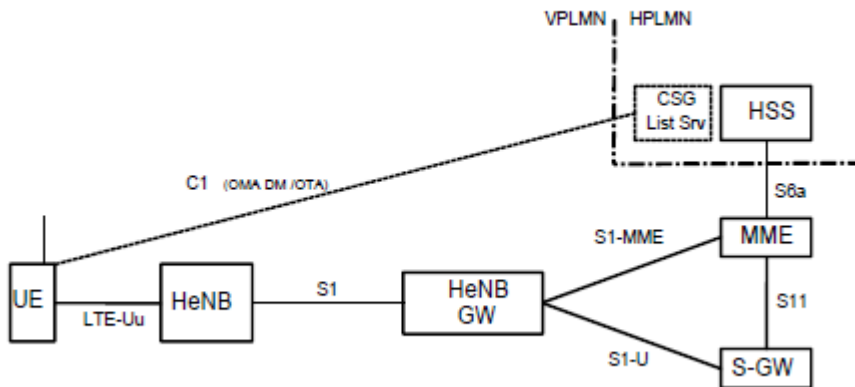 VPLMN HPLMN
CSG
List Srv
HSS
C1 (OMA DM /OTA)
S6a
S1-MME
MME
UE
LTE-Uu
HeNB
S1
HeNB
GW
S11
S1-U
S-GW